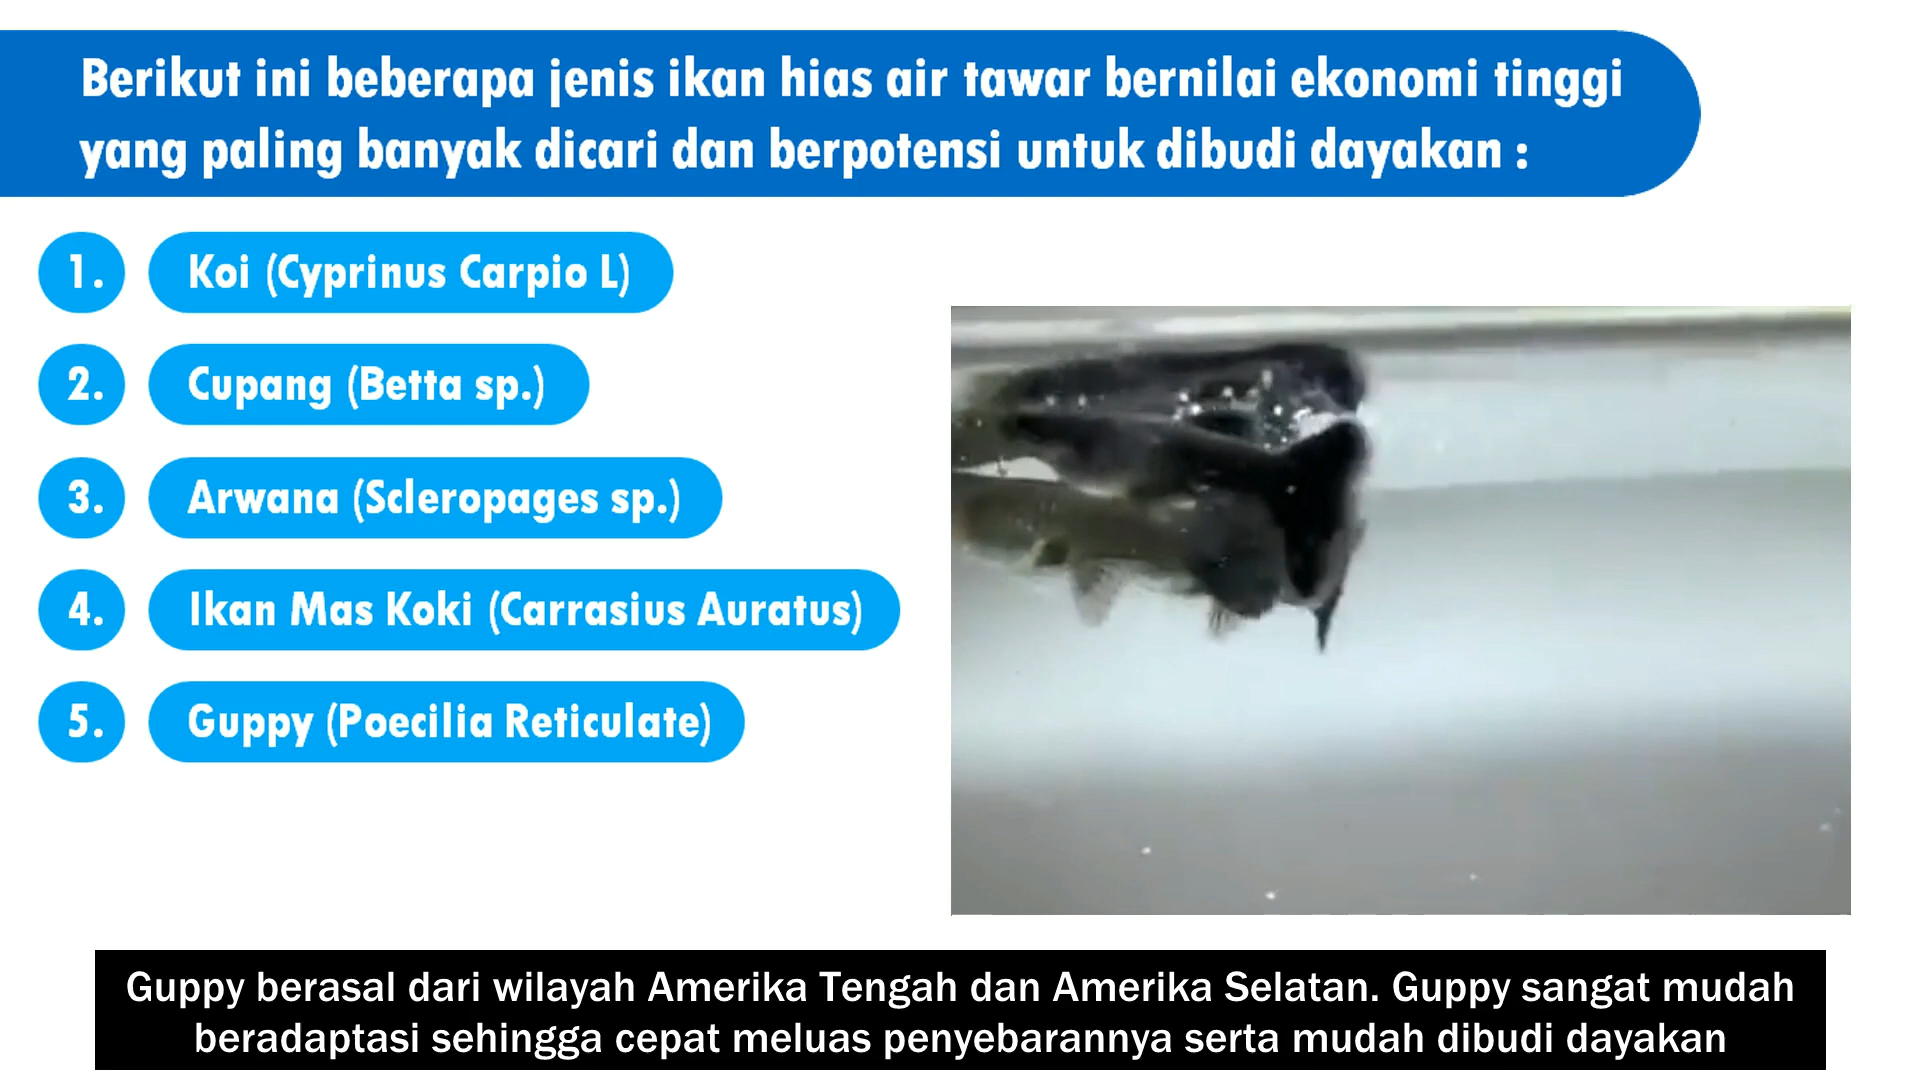 Berikut ini beberapa jenis ikan hias air tawar bernilai ekonomi tinggi
yang paling banyak dicari dan berpotensi untuk dibudi dayakan :
1. Koi (Cyprinus Carpio L)
2. Cupang (Betta sp.)
3. Arwana (Scleropages sp.)
4. Ikan Mas Koki (Carrasius Auratus)
5. Guppy (Poecilia Reticulate)
Guppy berasal dari wilayah Amerika Tengah dan Amerika Selatan. Guppy sangat mudah
beradaptasi sehingga cepat meluas penyebarannya serta mudah dibudi dayakan